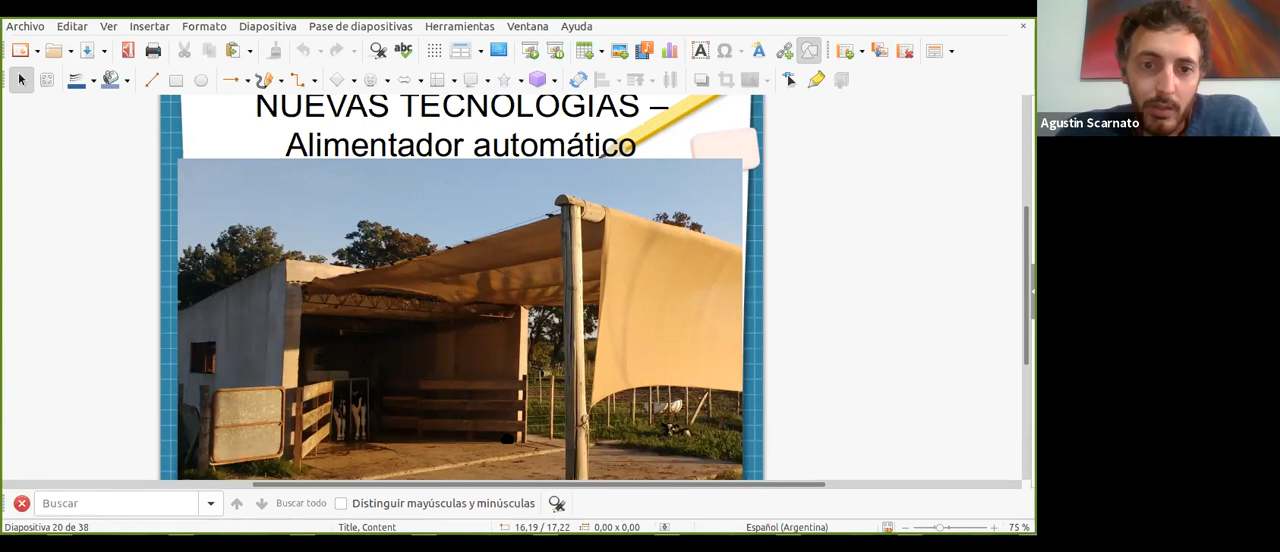 Archivo Editar Ver Insertar Formato Diapositiva Pase de diapositivas Herramientas Ventana Ayuda
abc
NUEVAS TECNOLOGIAS –
Alimentador automático
Agustin Scarnato
Buscar
Buscar todo
Distinguir mayúsculas y minúsculas
Diapositiva 20 de 38
Title, Content
16,19 / 17,22
0,00 x 0,00
Español (Argentina)
75 %